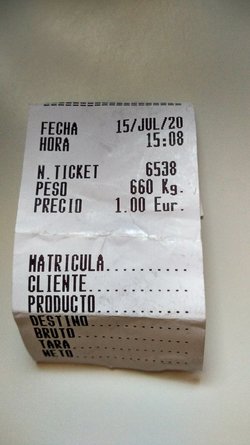 FECHA 15/JUL/20
HORA 15:08
N.TICKET 6538
PESO 660 Kg.
PRECIO 1.00 Eur.
MATRICULA..........
CLIENTE............
PRODUCTO...........
DESTINO............
BRUTO..............
TARA...............
NETO...............